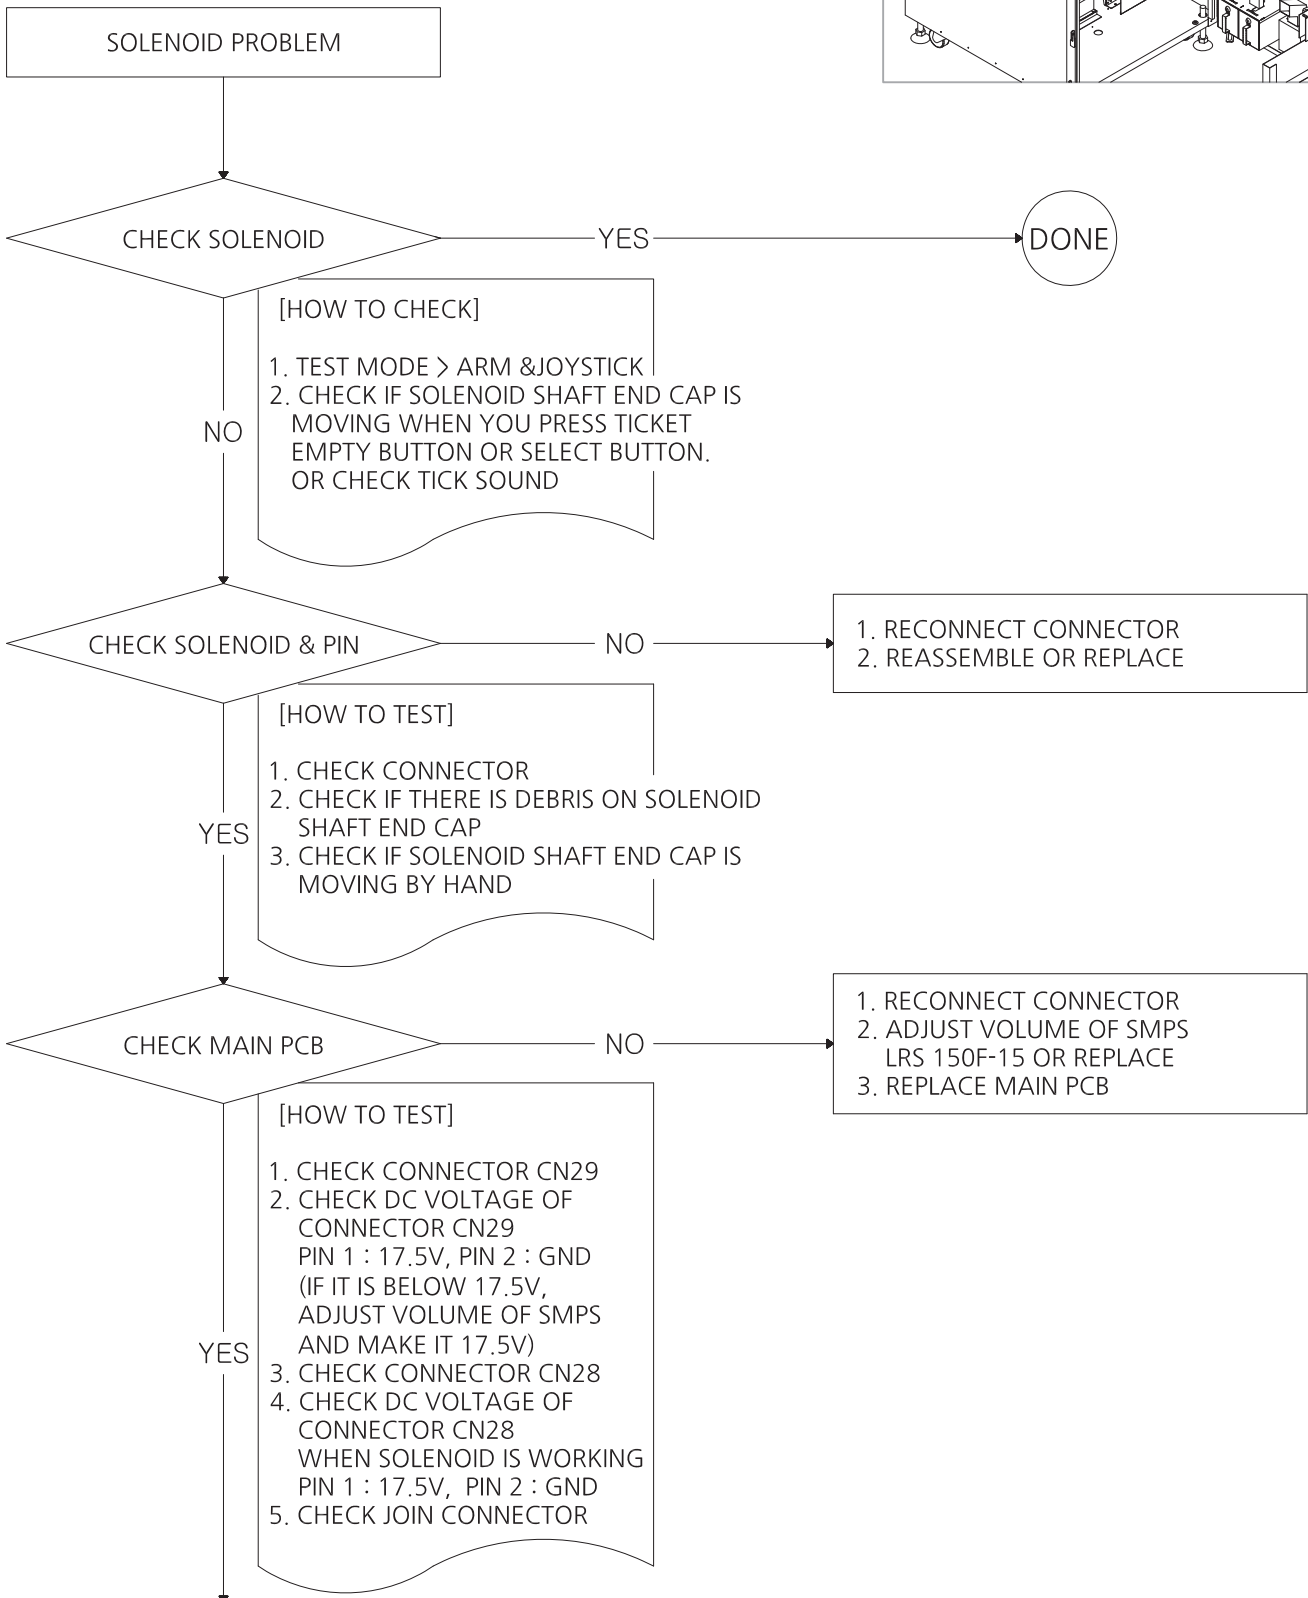 SOLENOID PROBLEM
CHECK SOLENOID
YES
DONE
[HOW TO CHECK]
1. TEST MODE > ARM &JOYSTICK
2. CHECK IF SOLENOID SHAFT END CAP IS
MOVING WHEN YOU PRESS TICKET
EMPTY BUTTON OR SELECT BUTTON.
OR CHECK TICK SOUND
NO
CHECK SOLENOID & PIN
NO
1. RECONNECT CONNECTOR
2. REASSEMBLE OR REPLACE
[HOW TO TEST]
1. CHECK CONNECTOR
2. CHECK IF THERE IS DEBRIS ON SOLENOID
SHAFT END CAP
3. CHECK IF SOLENOID SHAFT END CAP IS
MOVING BY HAND
YES
CHECK MAIN PCB
NO
1. RECONNECT CONNECTOR
2. ADJUST VOLUME OF SMPS
LRS 150F-15 OR REPLACE
3. REPLACE MAIN PCB
[HOW TO TEST]
1. CHECK CONNECTOR CN29
2. CHECK DC VOLTAGE OF
CONNECTOR CN29
PIN 1 : 17.5V, PIN 2 : GND
(IF IT IS BELOW 17.5V,
ADJUST VOLUME OF SMPS
AND MAKE IT 17.5V)
3. CHECK CONNECTOR CN28
4. CHECK DC VOLTAGE OF
CONNECTOR CN28
WHEN SOLENOID IS WORKING
PIN 1 : 17.5V, PIN 2 : GND
5. CHECK JOIN CONNECTOR
YES